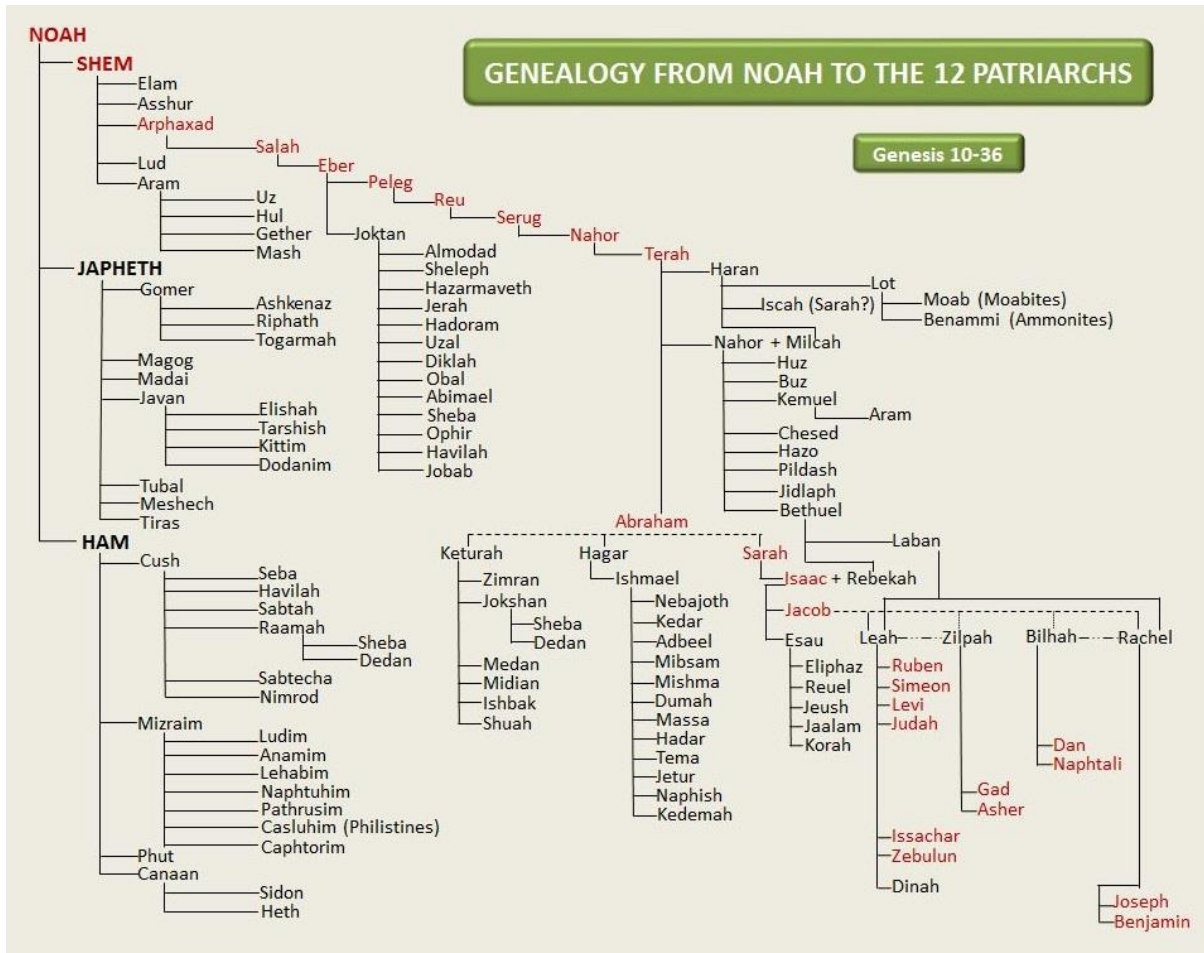 GENEALOGY FROM NOAH TO THE 12 PATRIARCHS
Genesis 10-36
NOAH
SHEM
Elam
Asshur
Arphaxad
Salah
Eber
Peleg
Reu
Serug
Nahor
Terah
Lud
Aram
Uz
Hul
Gether
Mash
Joktan
Almodad
Sheleph
Hazarmaveth
Jerah
Hadoram
Uzal
Diklah
Obal
Abimael
Sheba
Ophir
Havilah
Jobab
Haran
Lot
Moab (Moabites)
Benammi (Ammonites)
Iscah (Sarah?)
Nahor + Milcah
Huz
Buz
Kemuel
Aram
Chesed
Hazo
Pildash
Jidlaph
Bethuel
Laban
Abraham
Keturah
Zimran
Jokshan
Sheba
Dedan
Medan
Midian
Ishbak
Shuah
Hagar
Ishmael
Nebajoth
Kedar
Adbeel
Mibsam
Mishma
Dumah
Massa
Hadar
Tema
Jetur
Naphish
Kedemah
Sarah
Isaac + Rebekah
Jacob
Esau
Eliphaz
Reuel
Jeush
Jaalam
Korah
Leah
Zilpah
Bilhah
Rachel
Ruben
Simeon
Levi
Judah
Dan
Naphtali
Gad
Asher
Issachar
Zebulun
Dinah
Joseph
Benjamin
JAPHETH
Gomer
Ashkenaz
Riphath
Togarmah
Magog
Madai
Javan
Elishah
Tarshish
Kittim
Dodanim
Tubal
Meshech
Tiras
HAM
Cush
Seba
Havilah
Sabtah
Raamah
Sheba
Dedan
Sabtecha
Nimrod
Mizraim
Ludim
Anamim
Lehabim
Naphtuhim
Pathrusim
Casluhim (Philistines)
Caphtorim
Phut
Canaan
Sidon
Heth